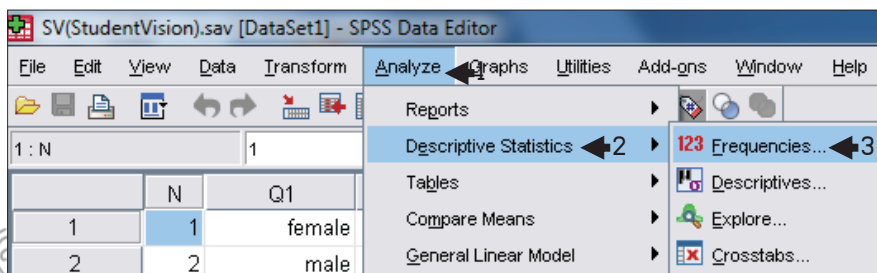 SV(StudentVision).sav [DataSet1] - SPSS Data Editor
File Edit View Data Transform Analyze 1 Graphs Utilities Add-ons Window Help
Reports
1 : N 1 Descriptive Statistics 2 123 Frequencies... 3
Tables Descriptives...
N Q1
Compare Means Explore...
1 1 female
General Linear Model Crosstabs...
2 2 male